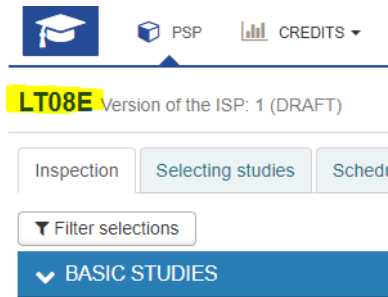 PSP CREDITS
LT08E Version of the ISP: 1 (DRAFT)
Inspection Selecting studies Schedu
Filter selections
BASIC STUDIES